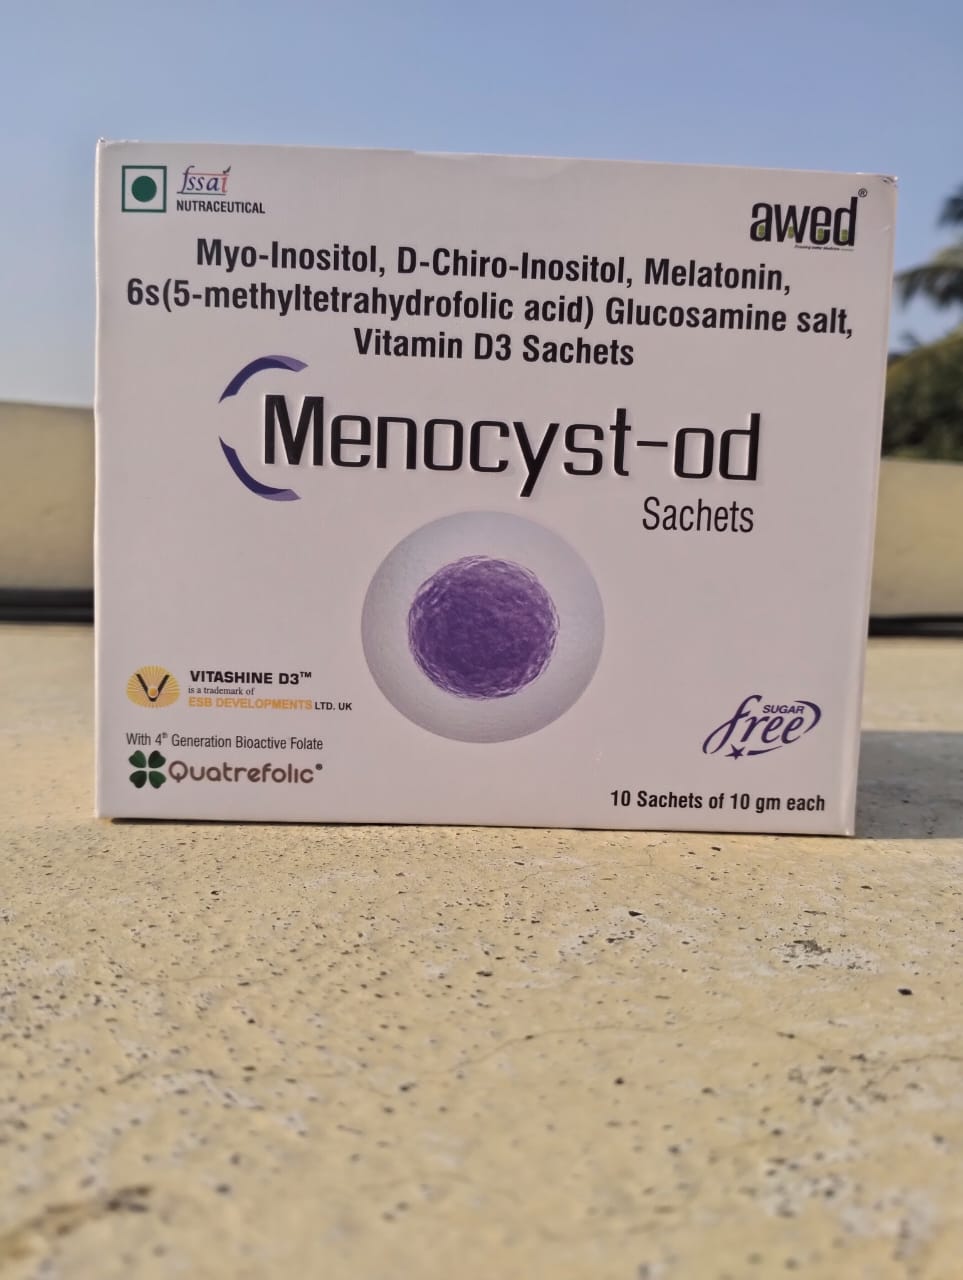 fssai
NUTRACEUTICAL
awed®
Myo-Inositol, D-Chiro-Inositol, Melatonin,
6s(5-methyltetrahydrofolic acid) Glucosamine salt,
Vitamin D3 Sachets
Menocyst-od
Sachets
VITASHINE D3™
is a trademark of
ESB DEVELOPMENTS LTD. UK
With 4th Generation Bioactive Folate
Quatrefolic®
SUGAR
free
10 Sachets of 10 gm each